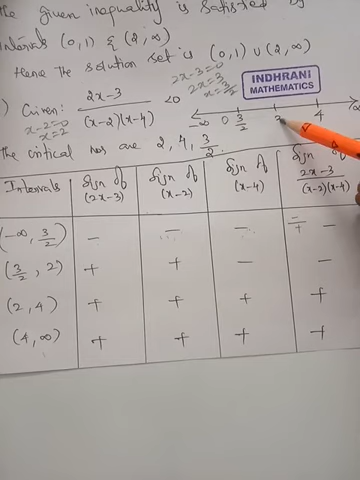 the given inequality is satisfied by
intervals (0,1) & (2,∞)
Hence the solution set is (0,1) ∪ (2,∞)
2x-3=0
2x=3
x=3/2
INDHRANI
MATHEMATICS
) Given: 2x-3 / (x-2)(x-4) <0
x-2=0
x=2
-∞ 0 3/2 2 4 ∞
the critical nos are 2, 4, 3/2.
Intervals | Sign of (2x-3) | Sign of (x-2) | Sign of (x-4) | Sign of 2x-3 / (x-2)(x-4)
(-∞, 3/2) | - | - | - | -/+ -
(3/2, 2) | + | + | - | -
(2, 4) | + | + | + | +
(4, ∞) | + | + | + | +